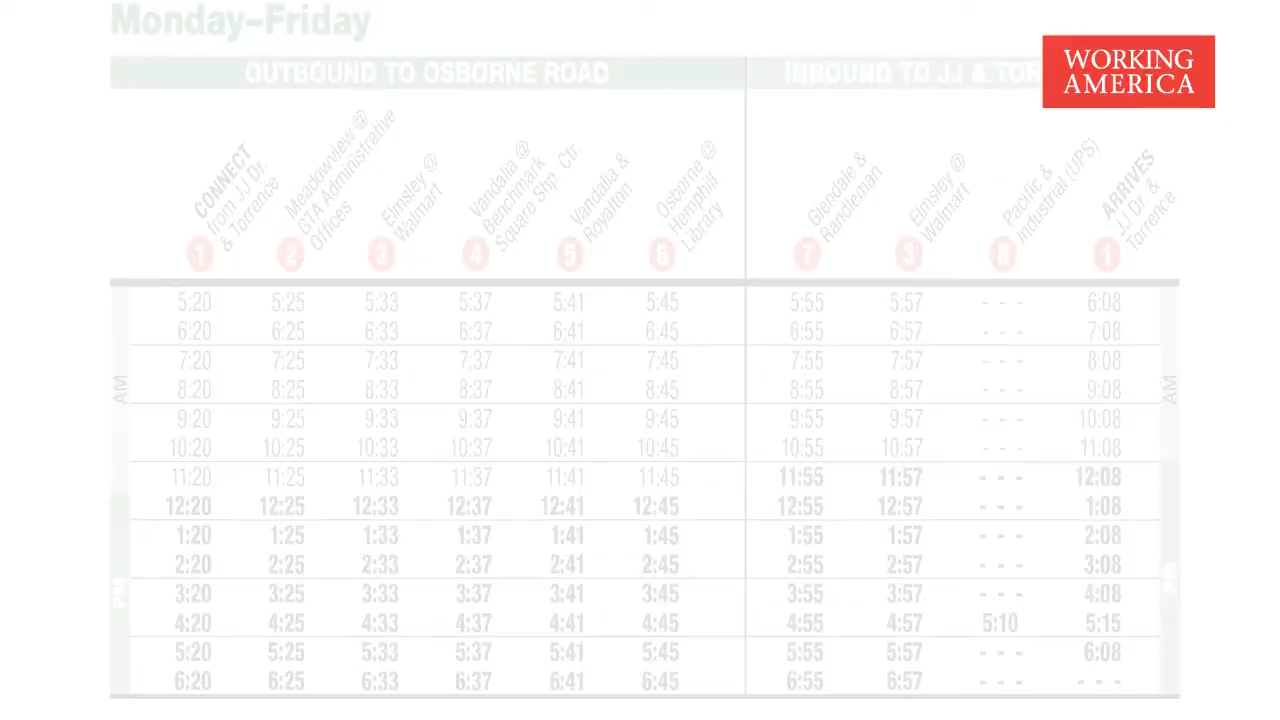 Monday–Friday
WORKING
AMERICA
OUTBOUND TO OSBORNE ROAD
INBOUND TO JJ &
CONNECT
from JJ Dr.
& Torrence
Meadowview @
GTA Administrative
Offices
Elmsley @
Walmart
Vandalia @
Benchmark
Square Shp. Ctr.
Vandalia &
Royalton
Osborne @
Hemphill
Library
Glendale &
Randleman
Elmsley @
Walmart
Pacific &
Industrial (UPS)
ARRIVES
JJ Dr. &
Torrence
1 2 3 4 5 6 7 3 8 1
5:20 5:25 5:33 5:37 5:41 5:45 5:55 5:57 - - - 6:08
6:20 6:25 6:33 6:37 6:41 6:45 6:55 6:57 - - - 7:08
7:20 7:25 7:33 7:37 7:41 7:45 7:55 7:57 - - - 8:08
8:20 8:25 8:33 8:37 8:41 8:45 8:55 8:57 - - - 9:08
AM AM
9:20 9:25 9:33 9:37 9:41 9:45 9:55 9:57 - - - 10:08
10:20 10:25 10:33 10:37 10:41 10:45 10:55 10:57 - - - 11:08
11:20 11:25 11:33 11:37 11:41 11:45 11:55 11:57 - - - 12:08
12:20 12:25 12:33 12:37 12:41 12:45 12:55 12:57 - - - 1:08
1:20 1:25 1:33 1:37 1:41 1:45 1:55 1:57 - - - 2:08
2:20 2:25 2:33 2:37 2:41 2:45 2:55 2:57 - - - 3:08
PM PM
3:20 3:25 3:33 3:37 3:41 3:45 3:55 3:57 - - - 4:08
4:20 4:25 4:33 4:37 4:41 4:45 4:55 4:57 5:10 5:15
5:20 5:25 5:33 5:37 5:41 5:45 5:55 5:57 - - - 6:08
6:20 6:25 6:33 6:37 6:41 6:45 6:55 6:57 - - - - - -